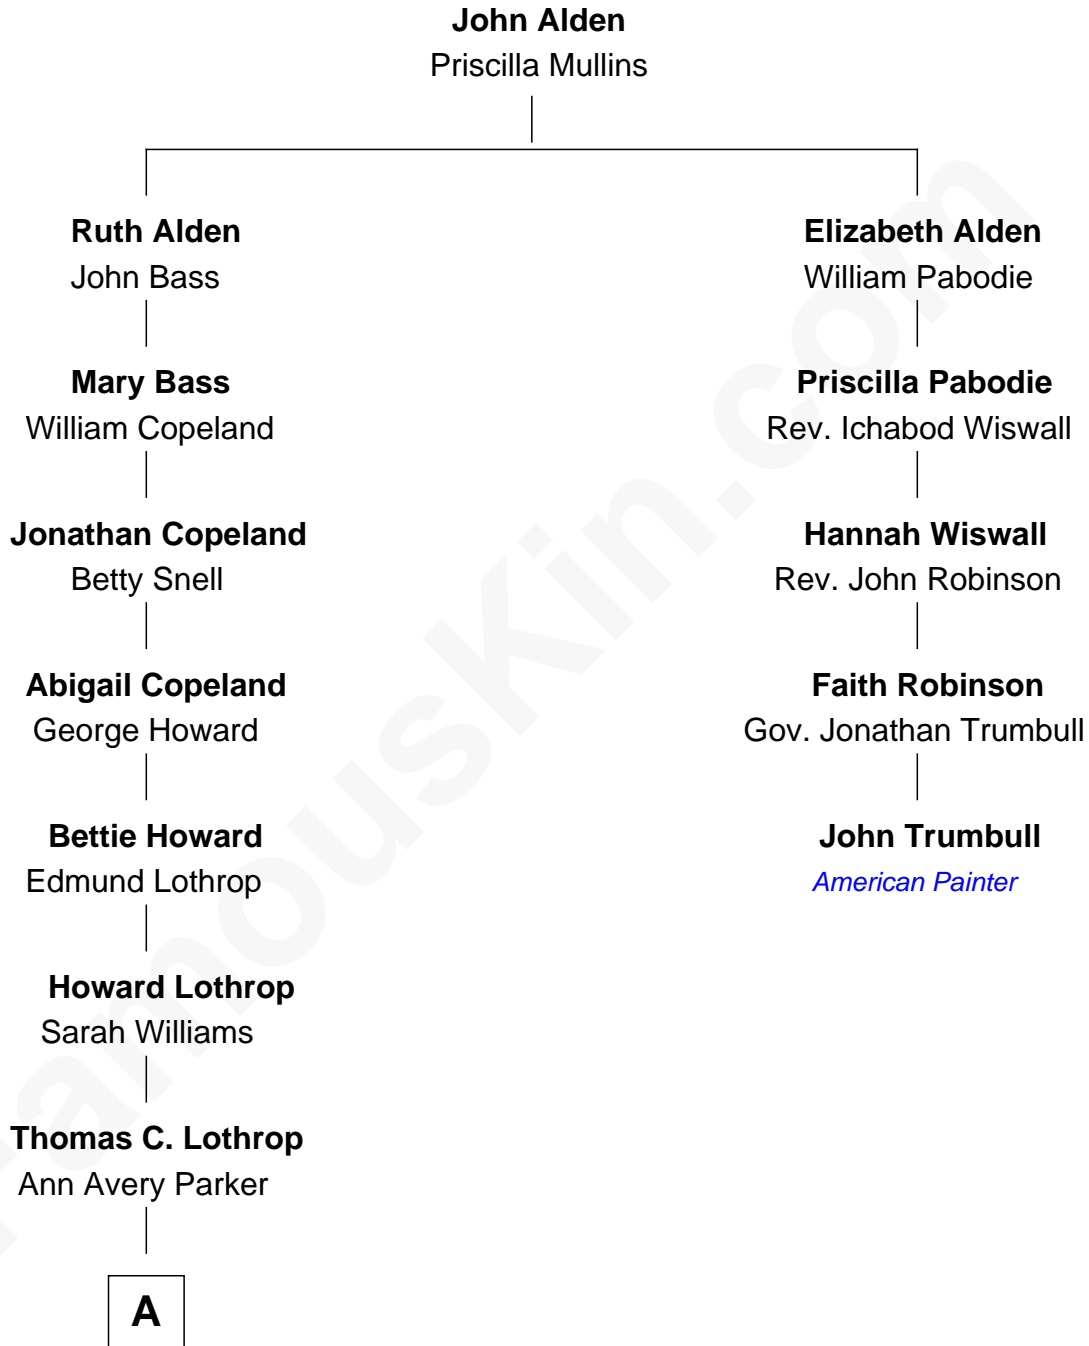 John Alden
Priscilla Mullins
Ruth Alden
John Bass
Mary Bass
William Copeland
Jonathan Copeland
Betty Snell
Abigail Copeland
George Howard
Bettie Howard
Edmund Lothrop
Howard Lothrop
Sarah Williams
Thomas C. Lothrop
Ann Avery Parker
A
Elizabeth Alden
William Pabodie
Priscilla Pabodie
Rev. Ichabod Wiswall
Hannah Wiswall
Rev. John Robinson
Faith Robinson
Gov. Jonathan Trumbull
John Trumbull
American Painter
FamousKin.com